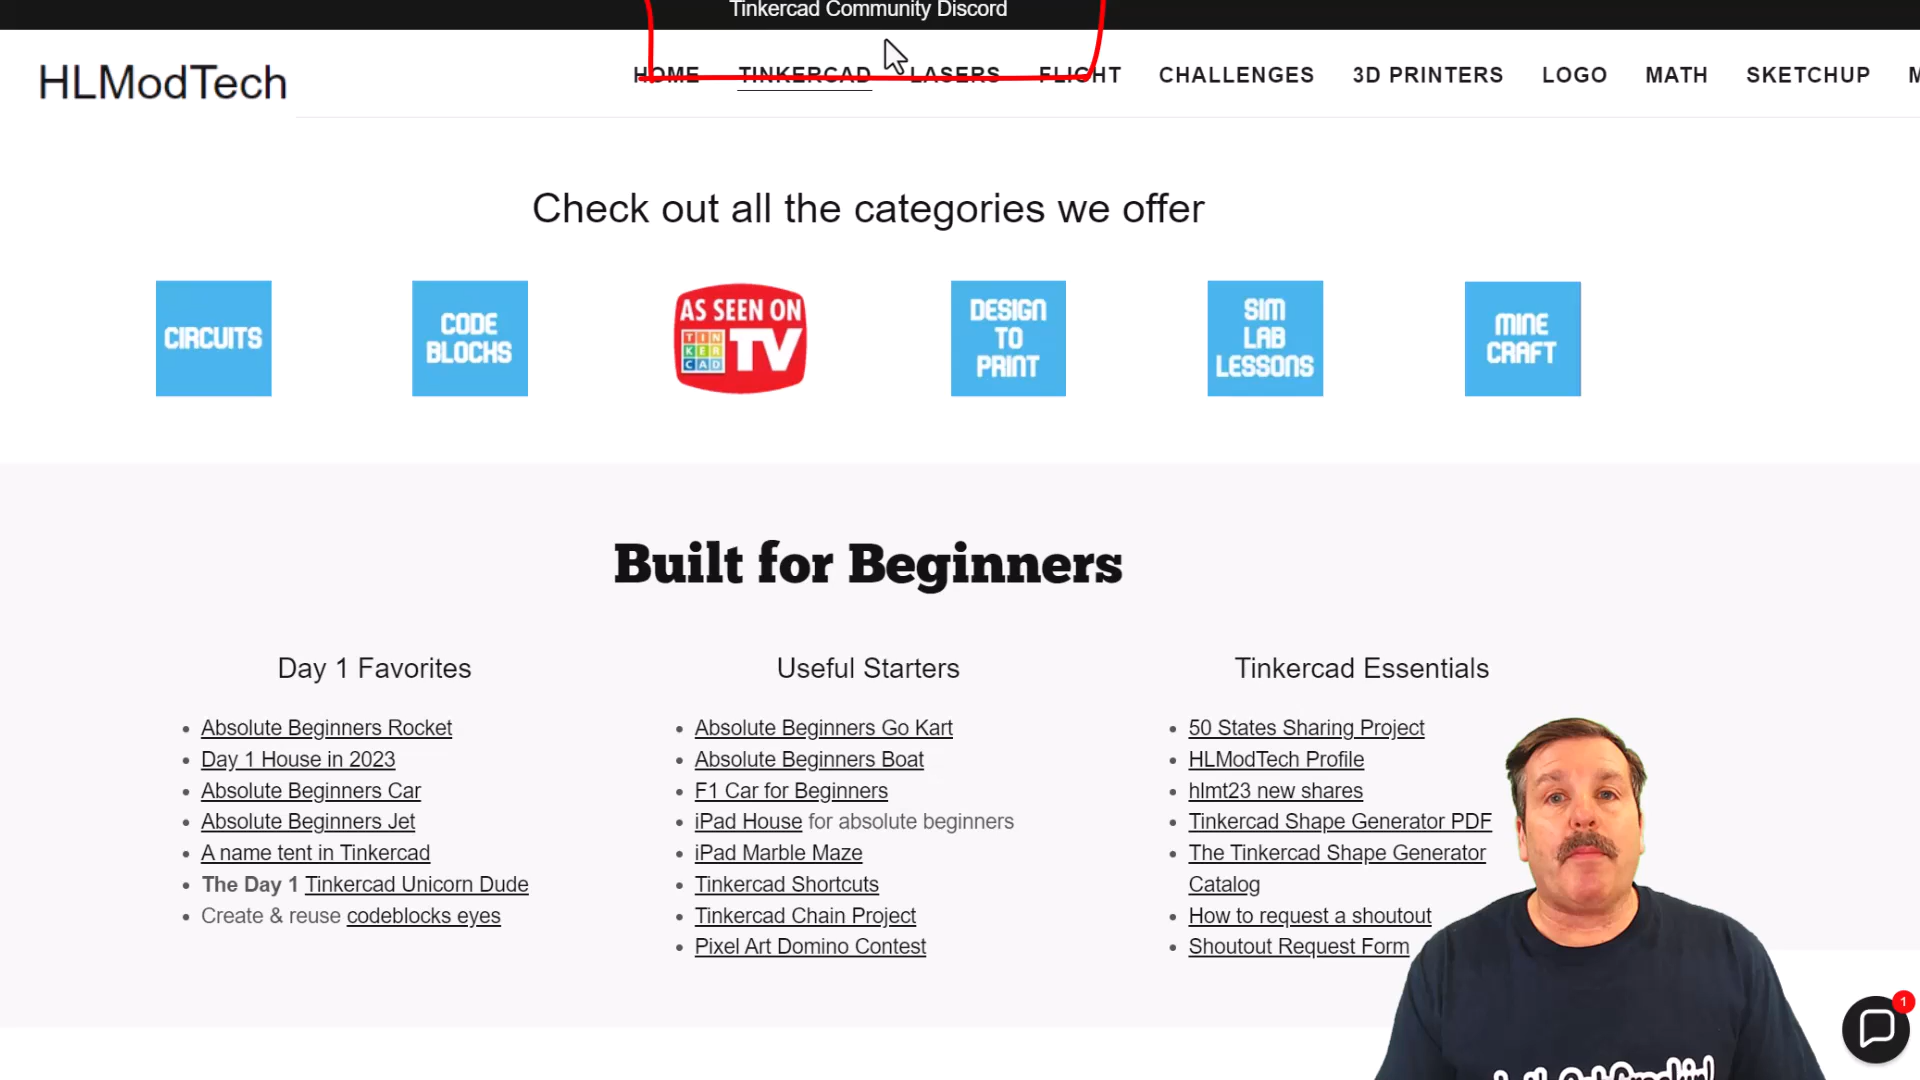 Tinkercad Community Discord
HLModTech
HOME TINKERCAD LASERS FLIGHT CHALLENGES 3D PRINTERS LOGO MATH SKETCHUP M
Check out all the categories we offer
CIRCUITS
CODE
BLOCKS
AS SEEN ON
TIN
KER
CAD
TV
DESIGN
TO
PRINT
SIM
LAB
LESSONS
MINE
CRAFT
Built for Beginners
Day 1 Favorites
Absolute Beginners Rocket
Day 1 House in 2023
Absolute Beginners Car
Absolute Beginners Jet
A name tent in Tinkercad
The Day 1 Tinkercad Unicorn Dude
Create & reuse codeblocks eyes
Useful Starters
Absolute Beginners Go Kart
Absolute Beginners Boat
F1 Car for Beginners
iPad House for absolute beginners
iPad Marble Maze
Tinkercad Shortcuts
Tinkercad Chain Project
Pixel Art Domino Contest
Tinkercad Essentials
50 States Sharing Project
HLModTech Profile
hlmt23 new shares
Tinkercad Shape Generator PDF
The Tinkercad Shape Generator
Catalog
How to request a shoutout
Shoutout Request Form
1